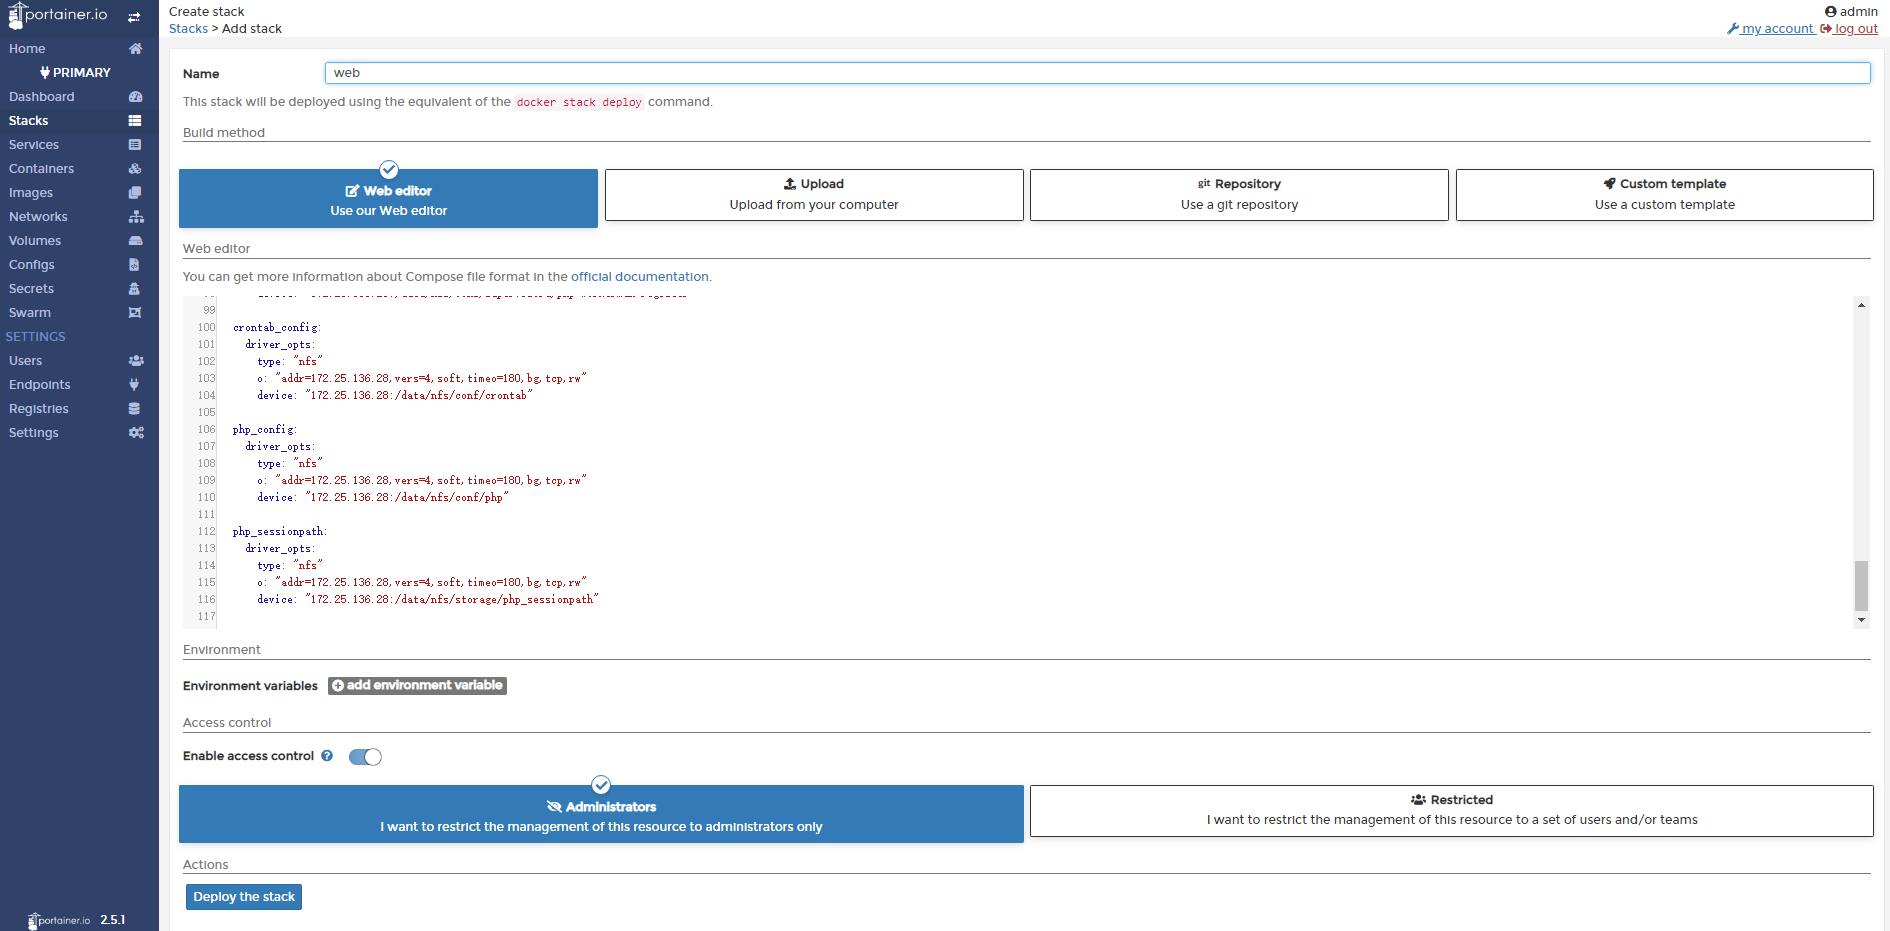 portainer.io
Create stack
admin
Stacks > Add stack
my account
log out
Home
PRIMARY
Dashboard
Stacks
Services
Containers
Images
Networks
Volumes
Configs
Secrets
Swarm
SETTINGS
Users
Endpoints
Registries
Settings
portainer.io 2.5.1
Name
web
This stack will be deployed using the equivalent of the docker stack deploy command.
Build method
Web editor
Use our Web editor
Upload
Upload from your computer
git Repository
Use a git repository
Custom template
Use a custom template
Web editor
You can get more information about Compose file format in the official documentation.
99
100 crontab_config:
101 driver_opts:
102 type: "nfs"
103 o: "addr=172.25.136.28,vers=4,soft,timeo=180,bg,tcp,rw"
104 device: "172.25.136.28:/data/nfs/conf/crontab"
105
106 php_config:
107 driver_opts:
108 type: "nfs"
109 o: "addr=172.25.136.28,vers=4,soft,timeo=180,bg,tcp,rw"
110 device: "172.25.136.28:/data/nfs/conf/php"
111
112 php_sessionpath:
113 driver_opts:
114 type: "nfs"
115 o: "addr=172.25.136.28,vers=4,soft,timeo=180,bg,tcp,rw"
116 device: "172.25.136.28:/data/nfs/storage/php_sessionpath"
117
Environment
Environment variables
add environment variable
Access control
Enable access control
Administrators
I want to restrict the management of this resource to administrators only
Restricted
I want to restrict the management of this resource to a set of users and/or teams
Actions
Deploy the stack